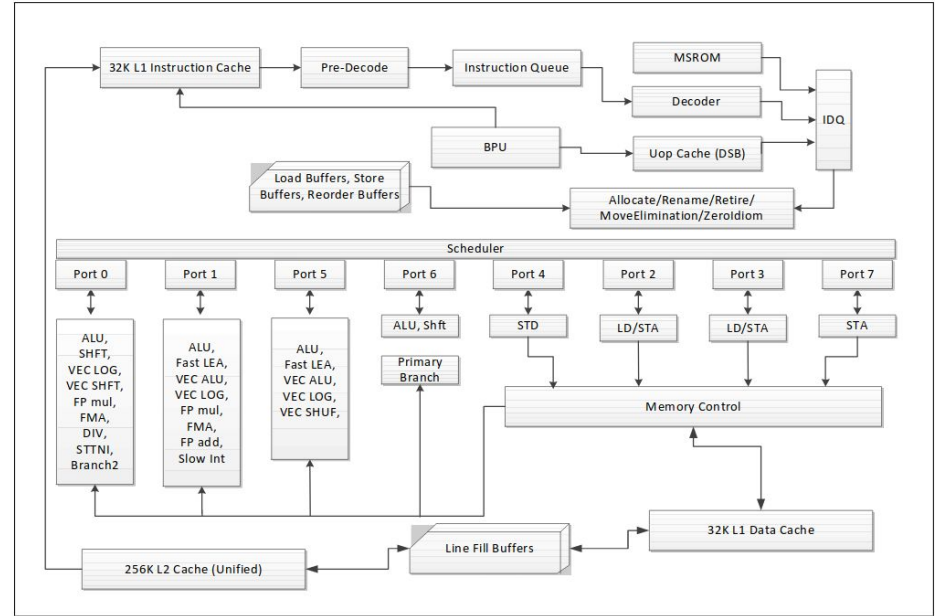 32K L1 Instruction Cache
Pre-Decode
Instruction Queue
MSROM
Decoder
IDQ
BPU
Uop Cache (DSB)
Load Buffers, Store
Buffers, Reorder Buffers
Allocate/Rename/Retire/
MoveElimination/ZeroIdiom
Scheduler
Port 0
Port 1
Port 5
Port 6
Port 4
Port 2
Port 3
Port 7
ALU,
SHFT,
VEC LOG,
VEC SHFT,
FP mul,
FMA,
DIV,
STTNI,
Branch2
ALU,
Fast LEA,
VEC ALU,
VEC LOG,
FP mul,
FMA,
FP add,
Slow Int
ALU,
Fast LEA,
VEC ALU,
VEC LOG,
VEC SHUF,
ALU, Shft
Primary
Branch
STD
LD/STA
LD/STA
STA
Memory Control
32K L1 Data Cache
Line Fill Buffers
256K L2 Cache (Unified)